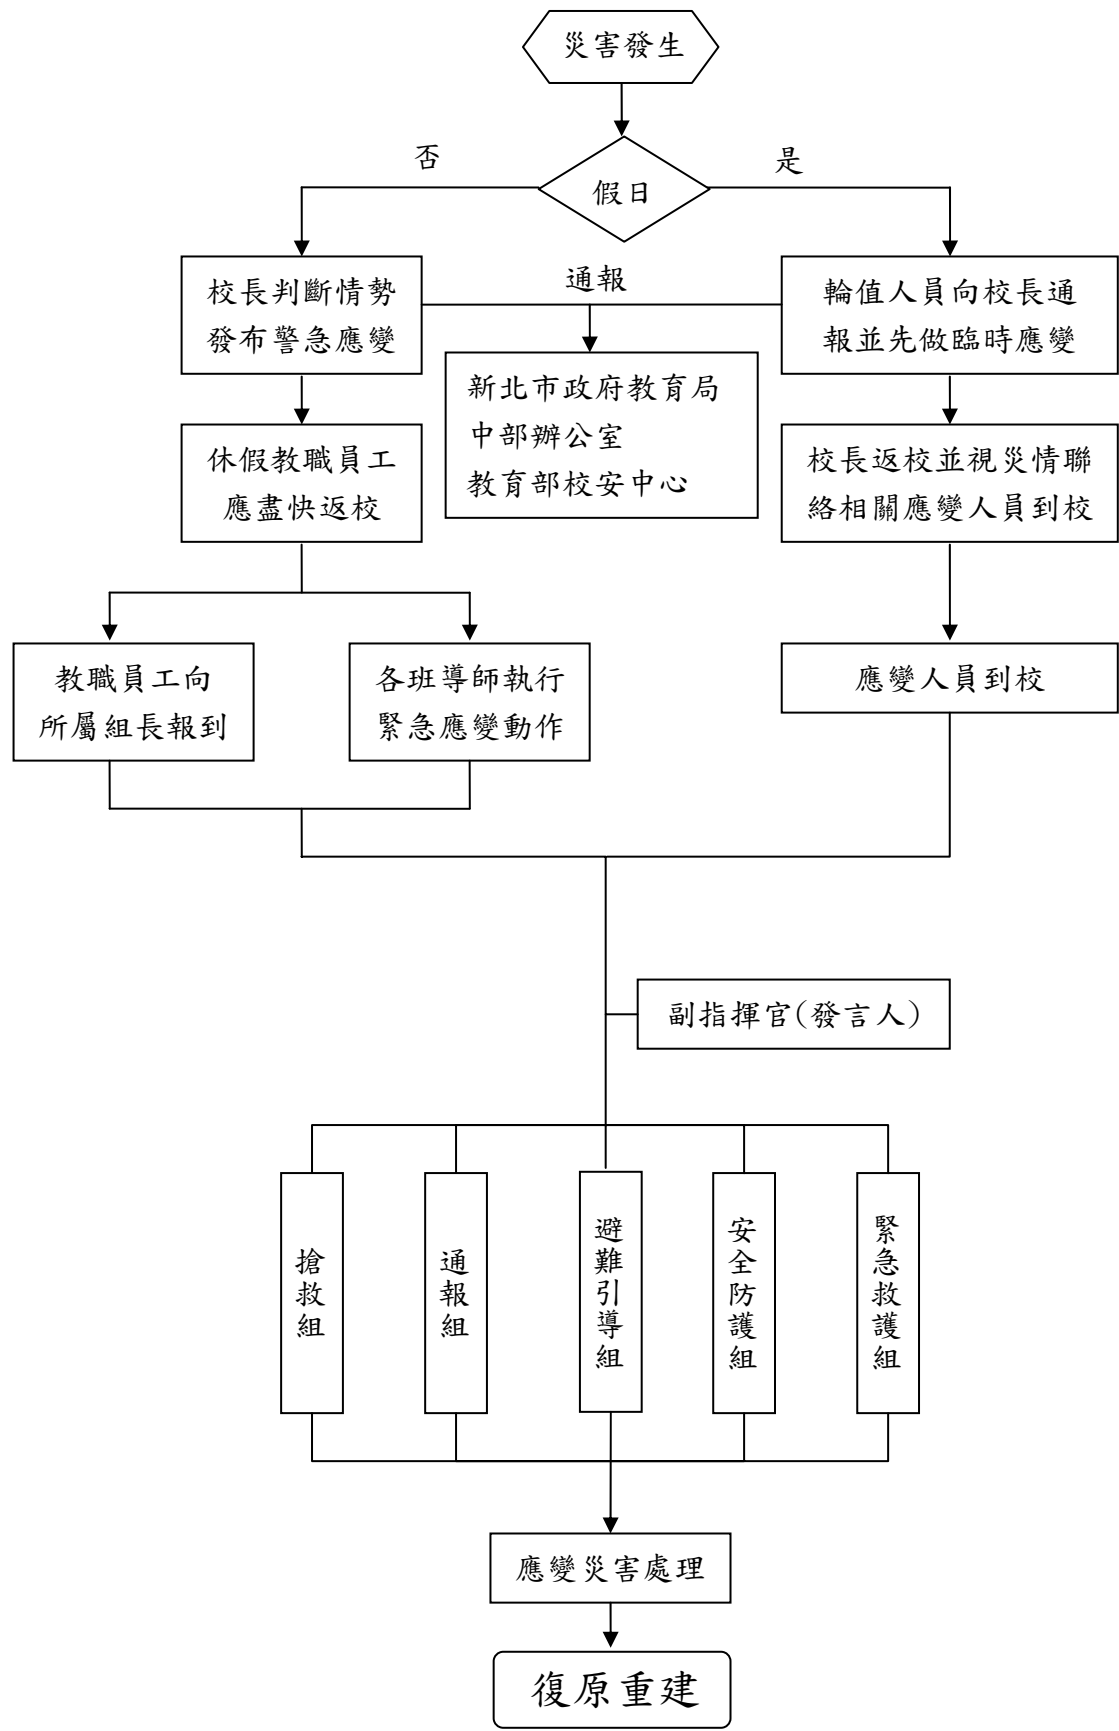 災害發生
假日
否
是
校長判斷情勢
發布警急應變
通報
輪值人員向校長通
報並先做臨時應變
新北市政府教育局
中部辦公室
教育部校安中心
休假教職員工
應盡快返校
校長返校並視災情聯
絡相關應變人員到校
教職員工向
所屬組長報到
各班導師執行
緊急應變動作
應變人員到校
副指揮官(發言人)
搶救組
通報組
避難引導組
安全防護組
緊急救護組
應變災害處理
復原重建